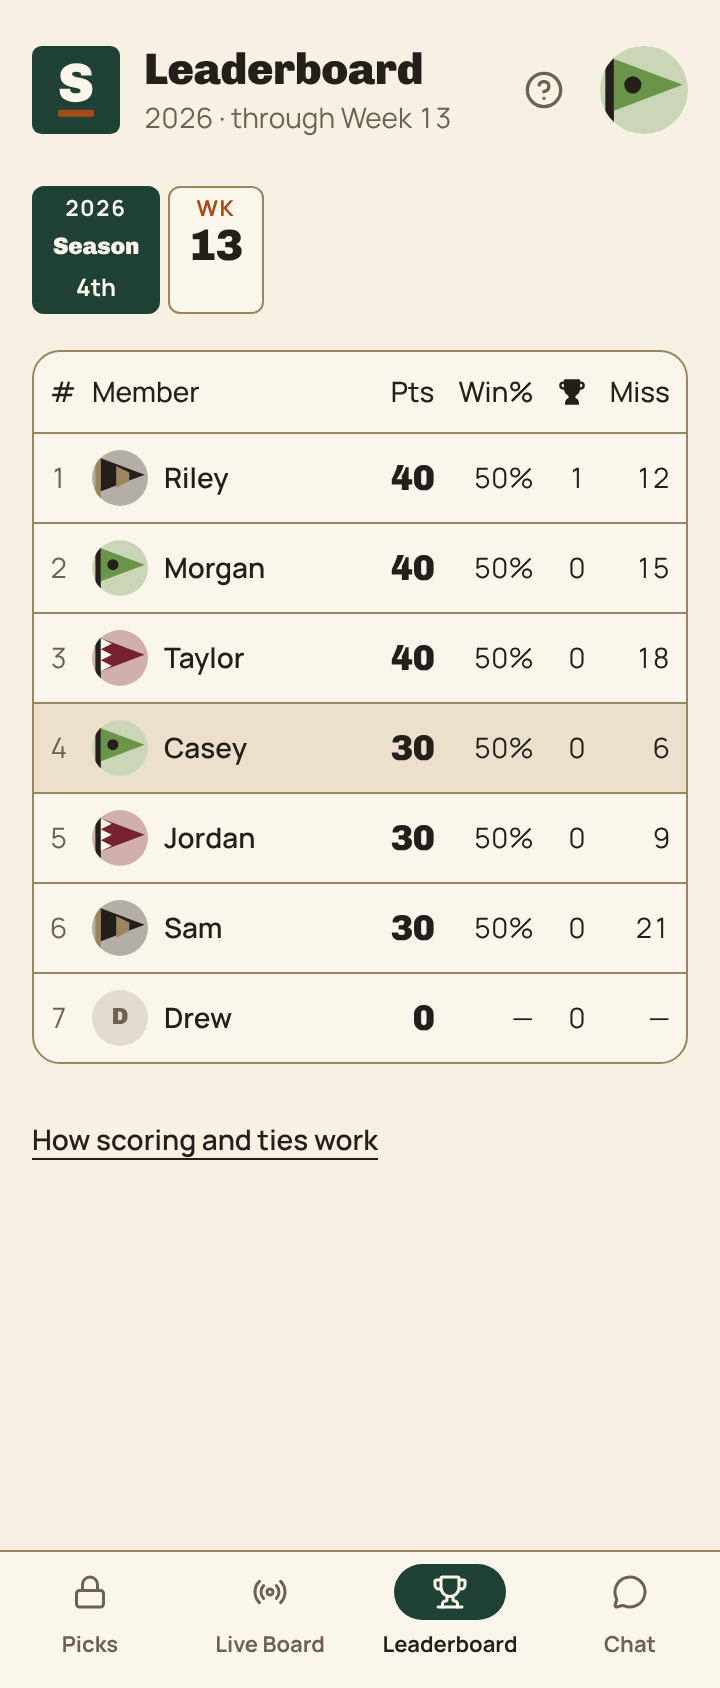 S
Leaderboard
2026 · through Week 13
2026
Season
4th
WK
13
# Member Pts Win% Miss
1 Riley 40 50% 1 12
2 Morgan 40 50% 0 15
3 Taylor 40 50% 0 18
4 Casey 30 50% 0 6
5 Jordan 30 50% 0 9
6 Sam 30 50% 0 21
7 D Drew 0 — 0 —
How scoring and ties work
Picks Live Board Leaderboard Chat